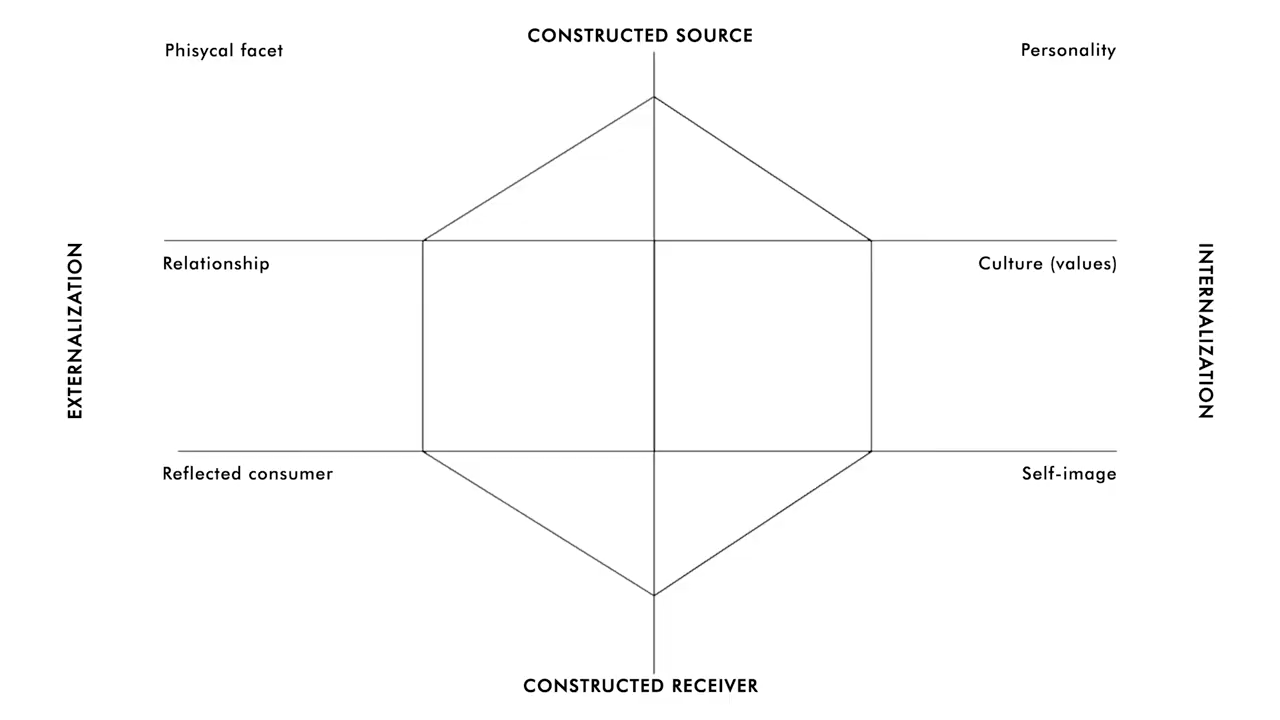 CONSTRUCTED SOURCE
Phisycal facet
Personality
EXTERNALIZATION
Relationship
Culture (values)
INTERNALIZATION
Reflected consumer
Self-image
CONSTRUCTED RECEIVER